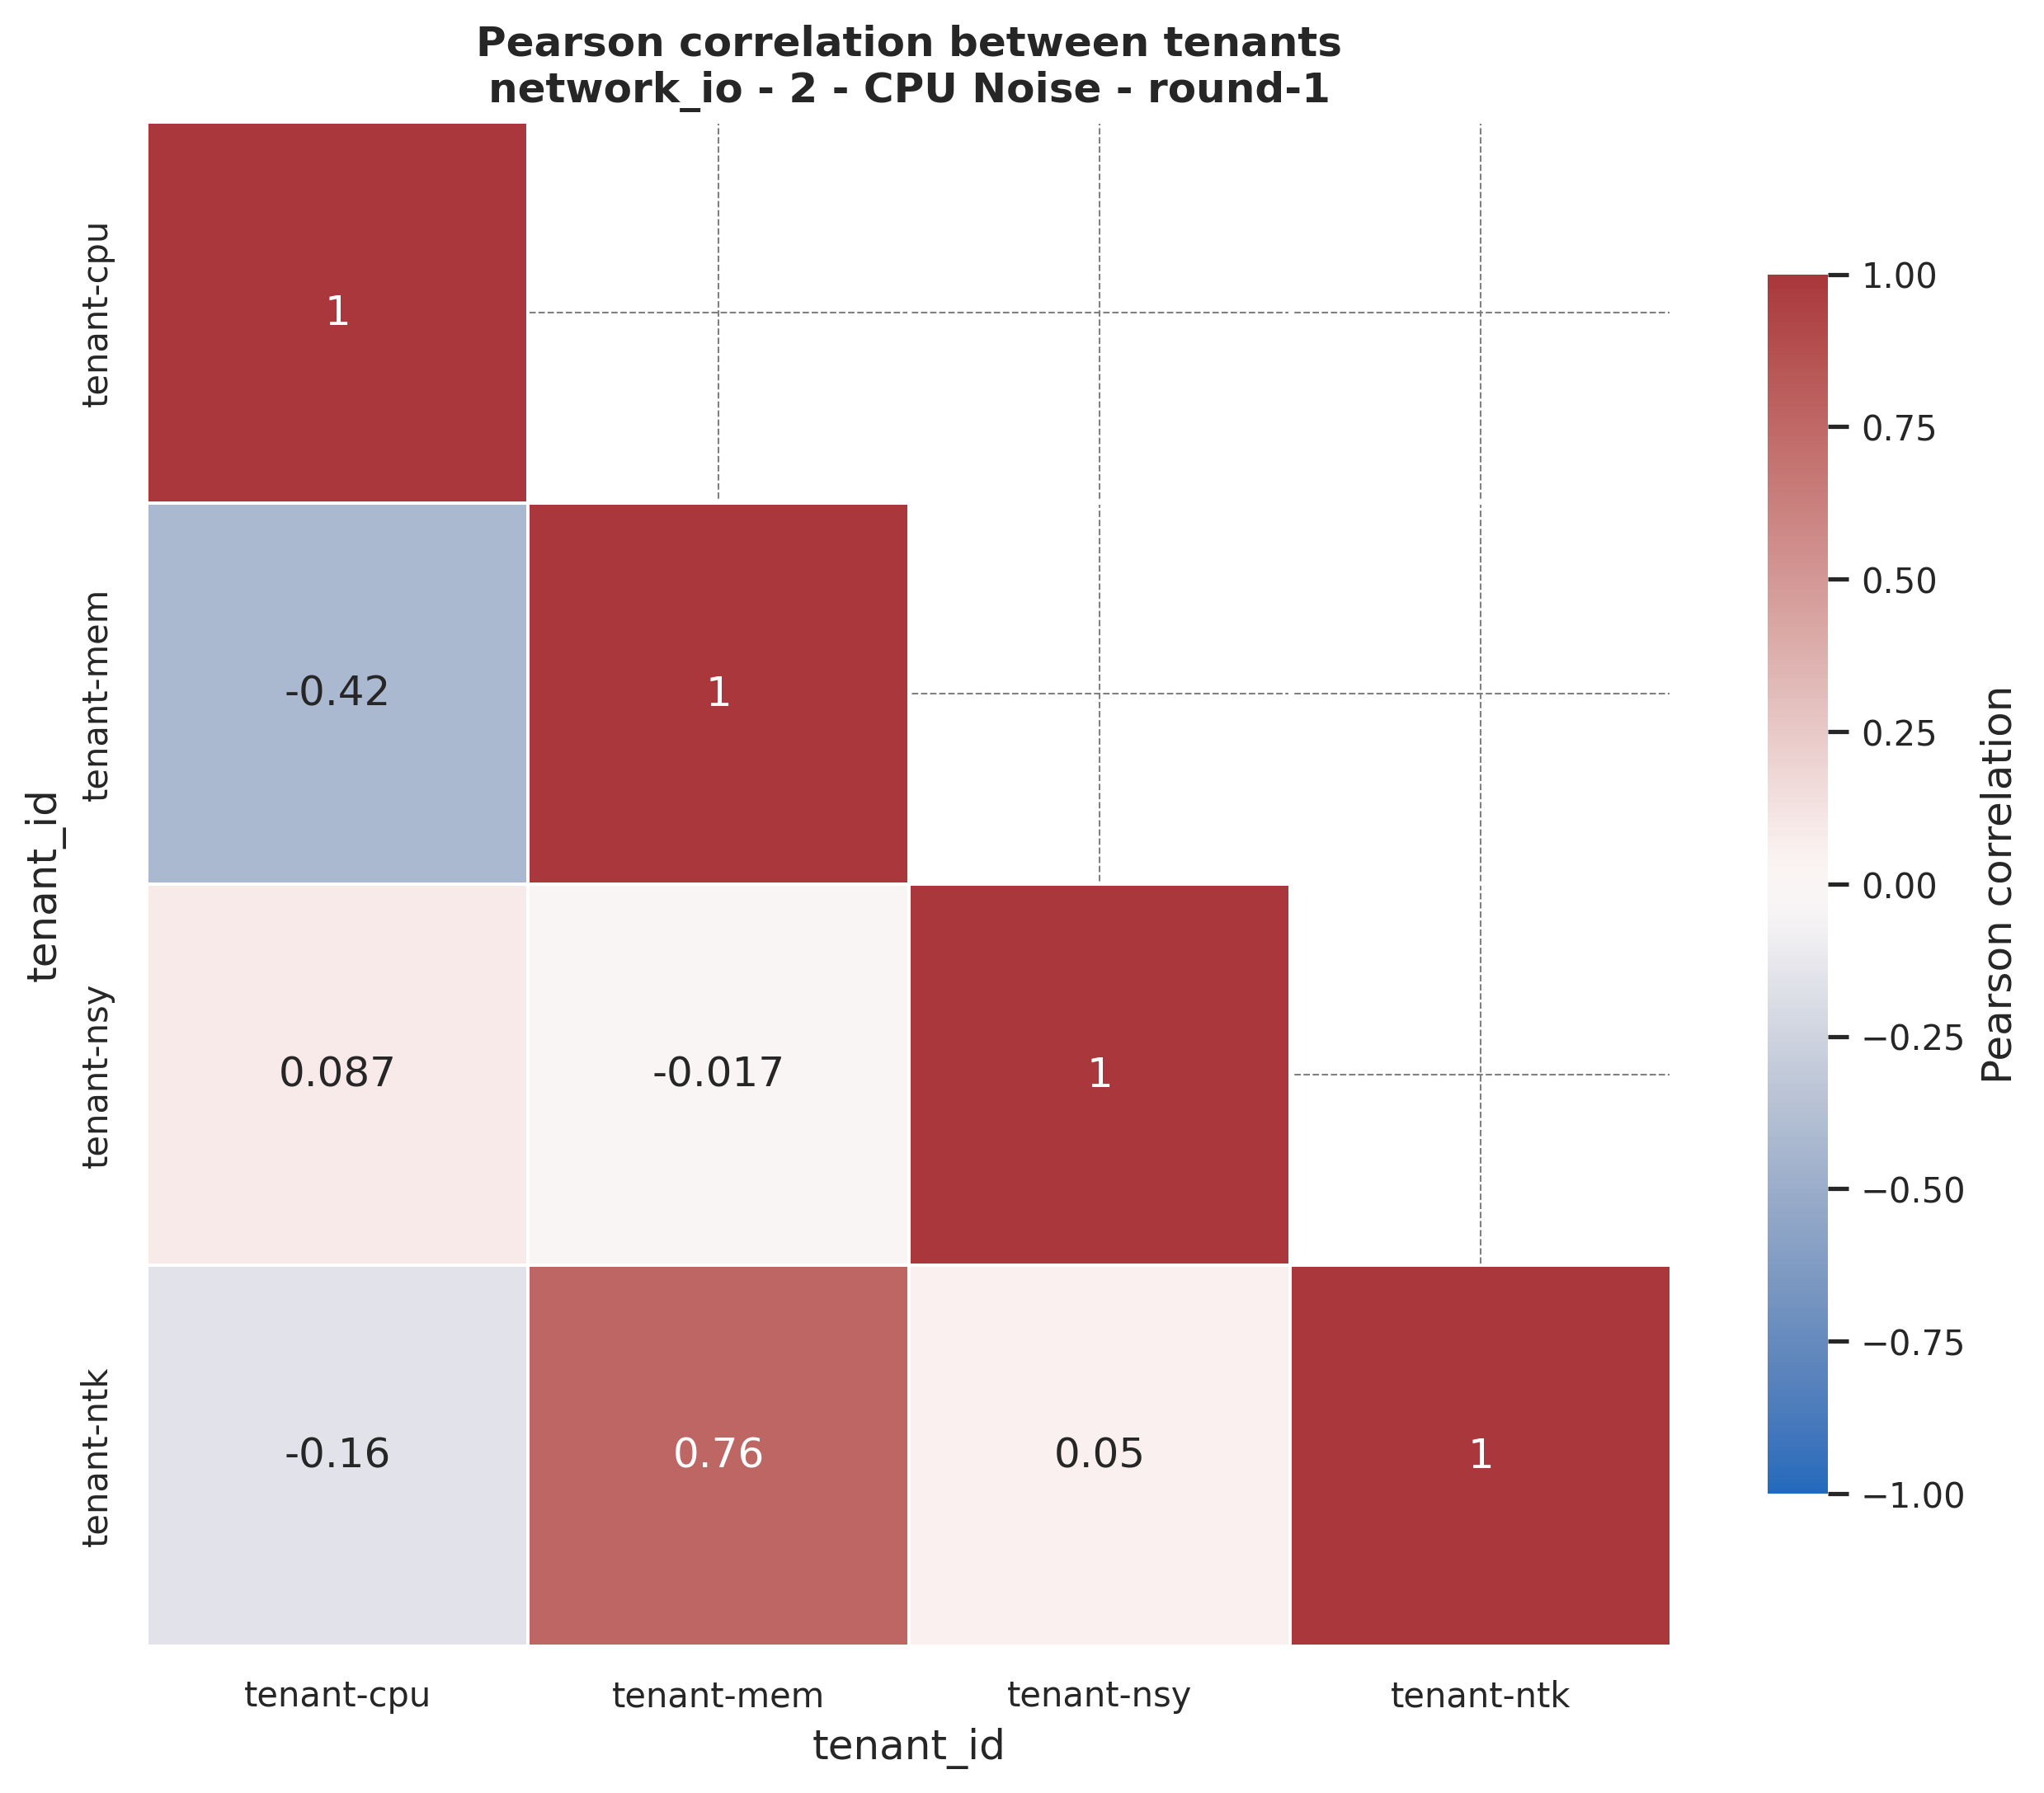 Pearson correlation between tenants
network_io - 2 - CPU Noise - round-1
tenant_id
tenant-cpu
1
tenant-mem
-0.42
1
tenant-nsy
0.087
-0.017
1
tenant-ntk
-0.16
0.76
0.05
1
tenant-cpu
tenant-mem
tenant-nsy
tenant-ntk
tenant_id
1.00
0.75
0.50
0.25
0.00
−0.25
−0.50
−0.75
−1.00
Pearson correlation